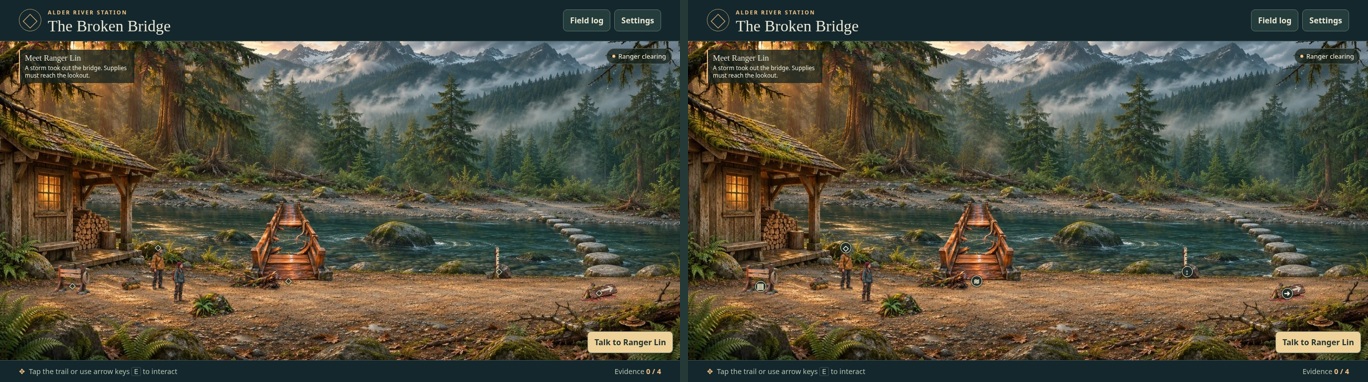 ALDER RIVER STATION
The Broken Bridge
Field log
Settings
Meet Ranger Lin
A storm took out the bridge. Supplies
must reach the lookout.
Ranger clearing
Talk to Ranger Lin
Tap the trail or use arrow keys E to interact
Evidence 0 / 4
ALDER RIVER STATION
The Broken Bridge
Field log
Settings
Meet Ranger Lin
A storm took out the bridge. Supplies
must reach the lookout.
Ranger clearing
Talk to Ranger Lin
Tap the trail or use arrow keys E to interact
Evidence 0 / 4